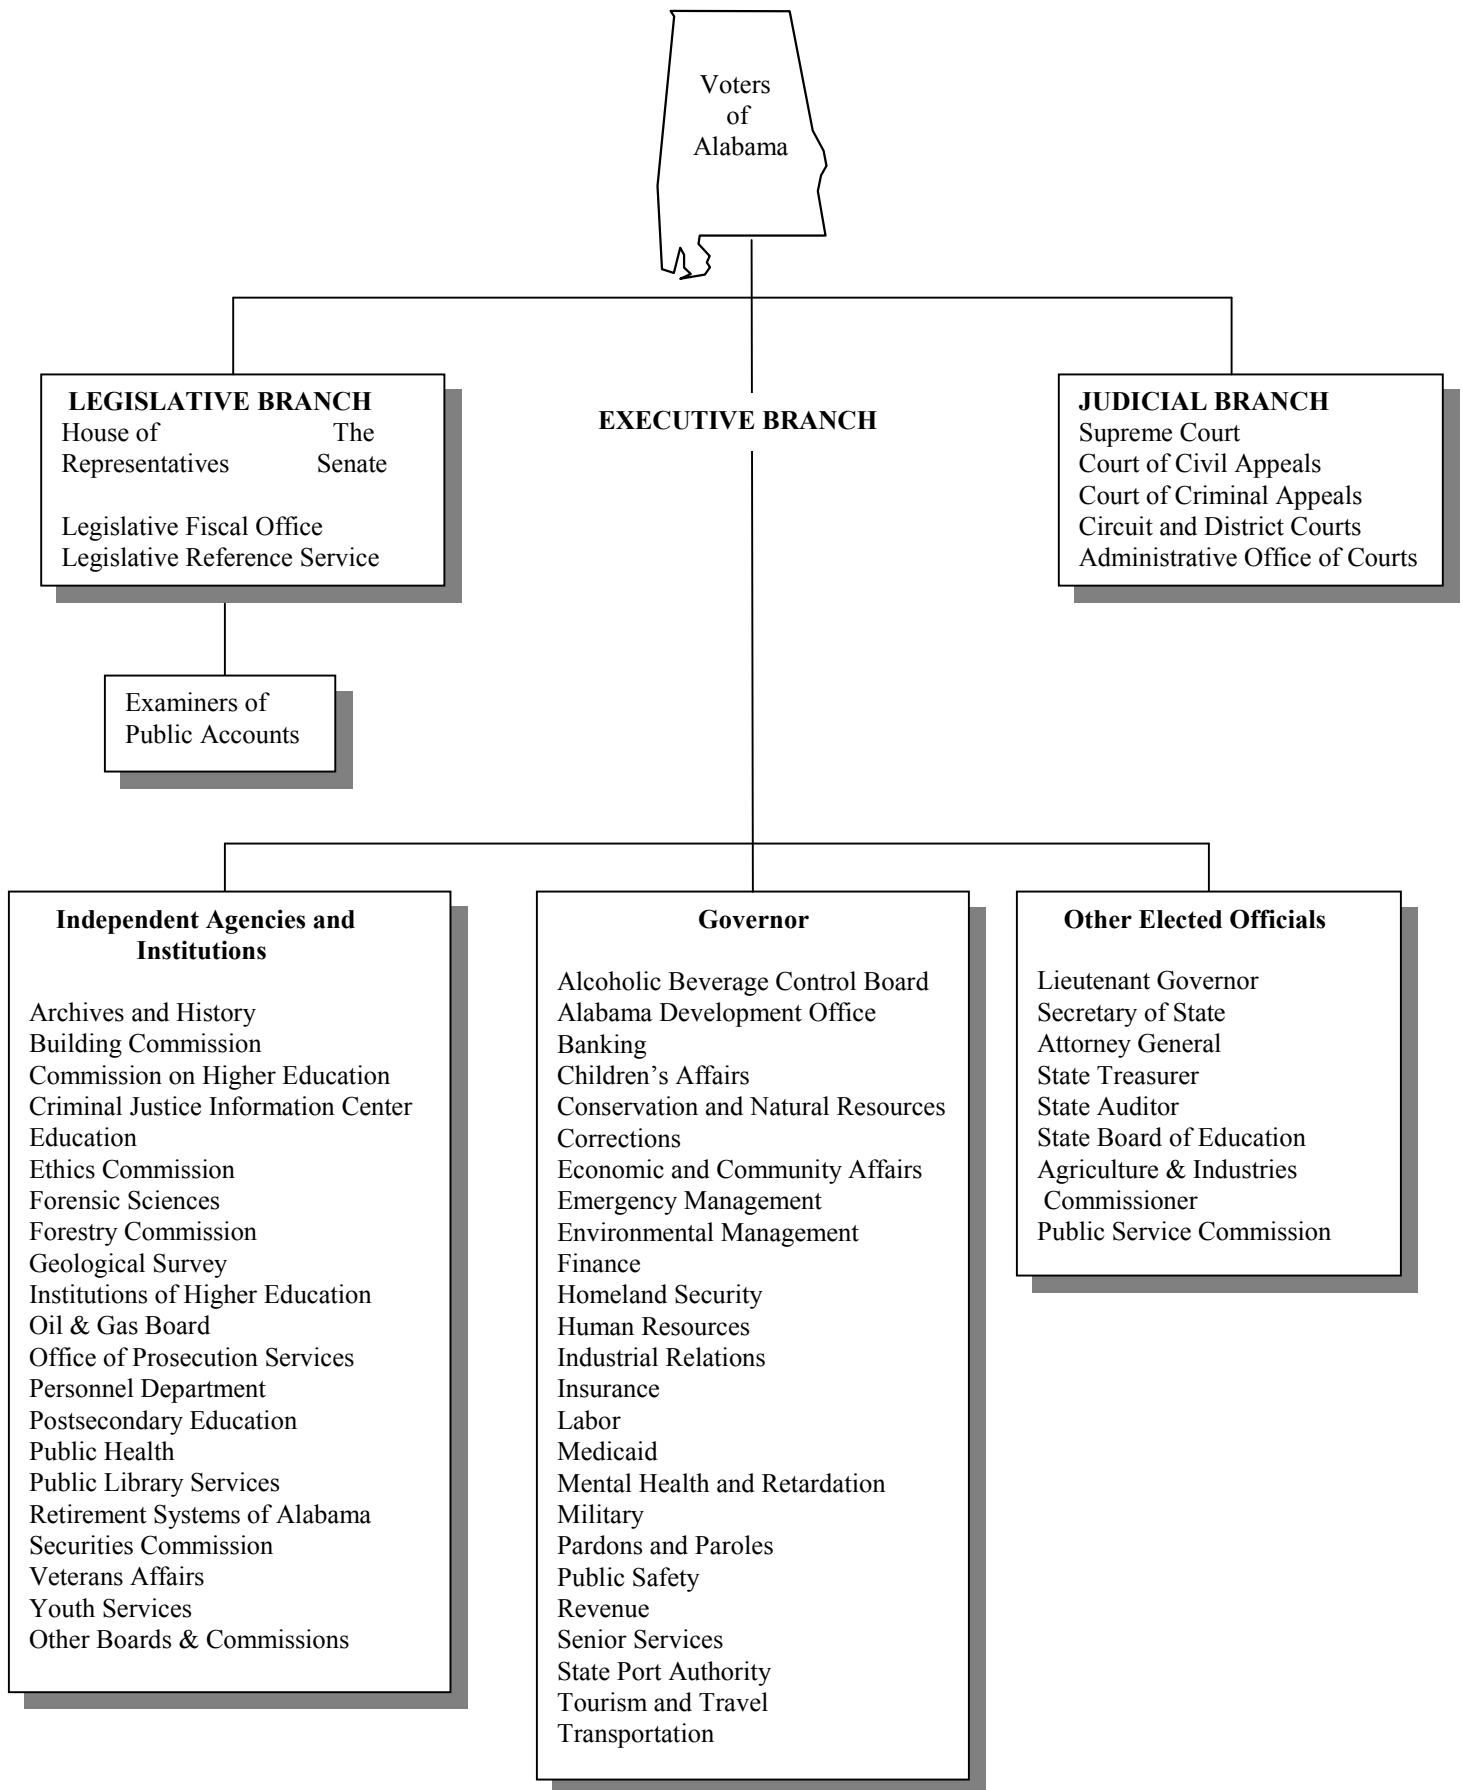 Voters
of
Alabama
LEGISLATIVE BRANCH
House of The
Representatives Senate
Legislative Fiscal Office
Legislative Reference Service
EXECUTIVE BRANCH
JUDICIAL BRANCH
Supreme Court
Court of Civil Appeals
Court of Criminal Appeals
Circuit and District Courts
Administrative Office of Courts
Examiners of
Public Accounts
Independent Agencies and
Institutions
Archives and History
Building Commission
Commission on Higher Education
Criminal Justice Information Center
Education
Ethics Commission
Forensic Sciences
Forestry Commission
Geological Survey
Institutions of Higher Education
Oil & Gas Board
Office of Prosecution Services
Personnel Department
Postsecondary Education
Public Health
Public Library Services
Retirement Systems of Alabama
Securities Commission
Veterans Affairs
Youth Services
Other Boards & Commissions
Governor
Alcoholic Beverage Control Board
Alabama Development Office
Banking
Children’s Affairs
Conservation and Natural Resources
Corrections
Economic and Community Affairs
Emergency Management
Environmental Management
Finance
Homeland Security
Human Resources
Industrial Relations
Insurance
Labor
Medicaid
Mental Health and Retardation
Military
Pardons and Paroles
Public Safety
Revenue
Senior Services
State Port Authority
Tourism and Travel
Transportation
Other Elected Officials
Lieutenant Governor
Secretary of State
Attorney General
State Treasurer
State Auditor
State Board of Education
Agriculture & Industries
Commissioner
Public Service Commission